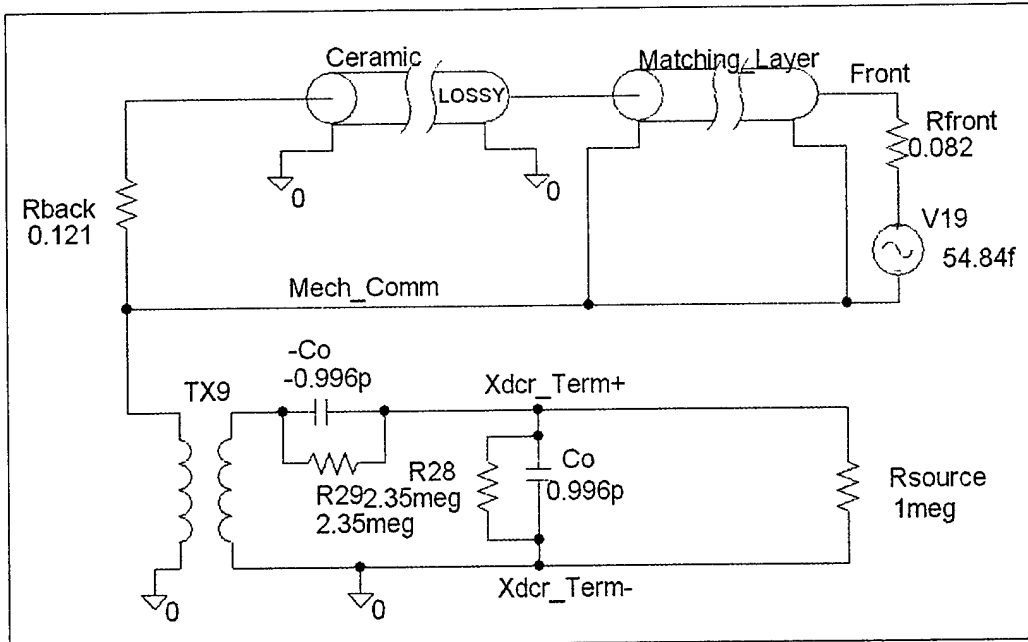 Ceramic
Matching_Layer
LOSSY
Front
Rfront
0.082
0
0
Rback
0.121
V19
54.84f
Mech_Comm
-Co
-0.996p
TX9
Xdcr_Term+
R28
2.35meg
Co
0.996p
R29
2.35meg
Rsource
1meg
0
0
Xdcr_Term-